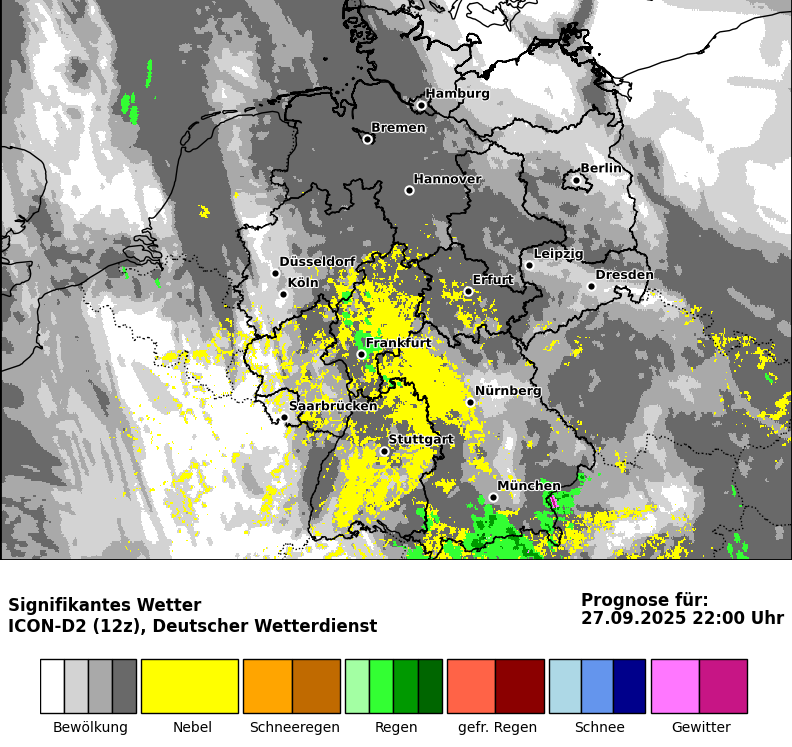 Hamburg
Bremen
Berlin
Hannover
Leipzig
Düsseldorf
Dresden
Erfurt
Köln
Frankfurt
Nürnberg
Saarbrücken
Stuttgart
München
Signifikantes Wetter
ICON-D2 (12z), Deutscher Wetterdienst
Prognose für:
27.09.2025 22:00 Uhr
Bewölkung
Nebel
Schneeregen
Regen
gefr. Regen
Schnee
Gewitter